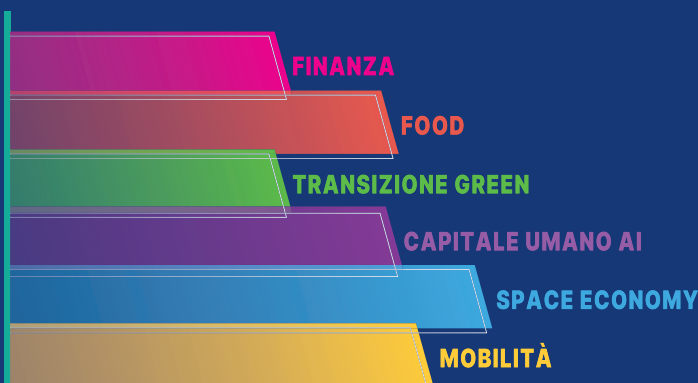 FINANZA
FOOD
TRANSIZIONE GREEN
CAPITALE UMANO AI
SPACE ECONOMY
MOBILITÀ